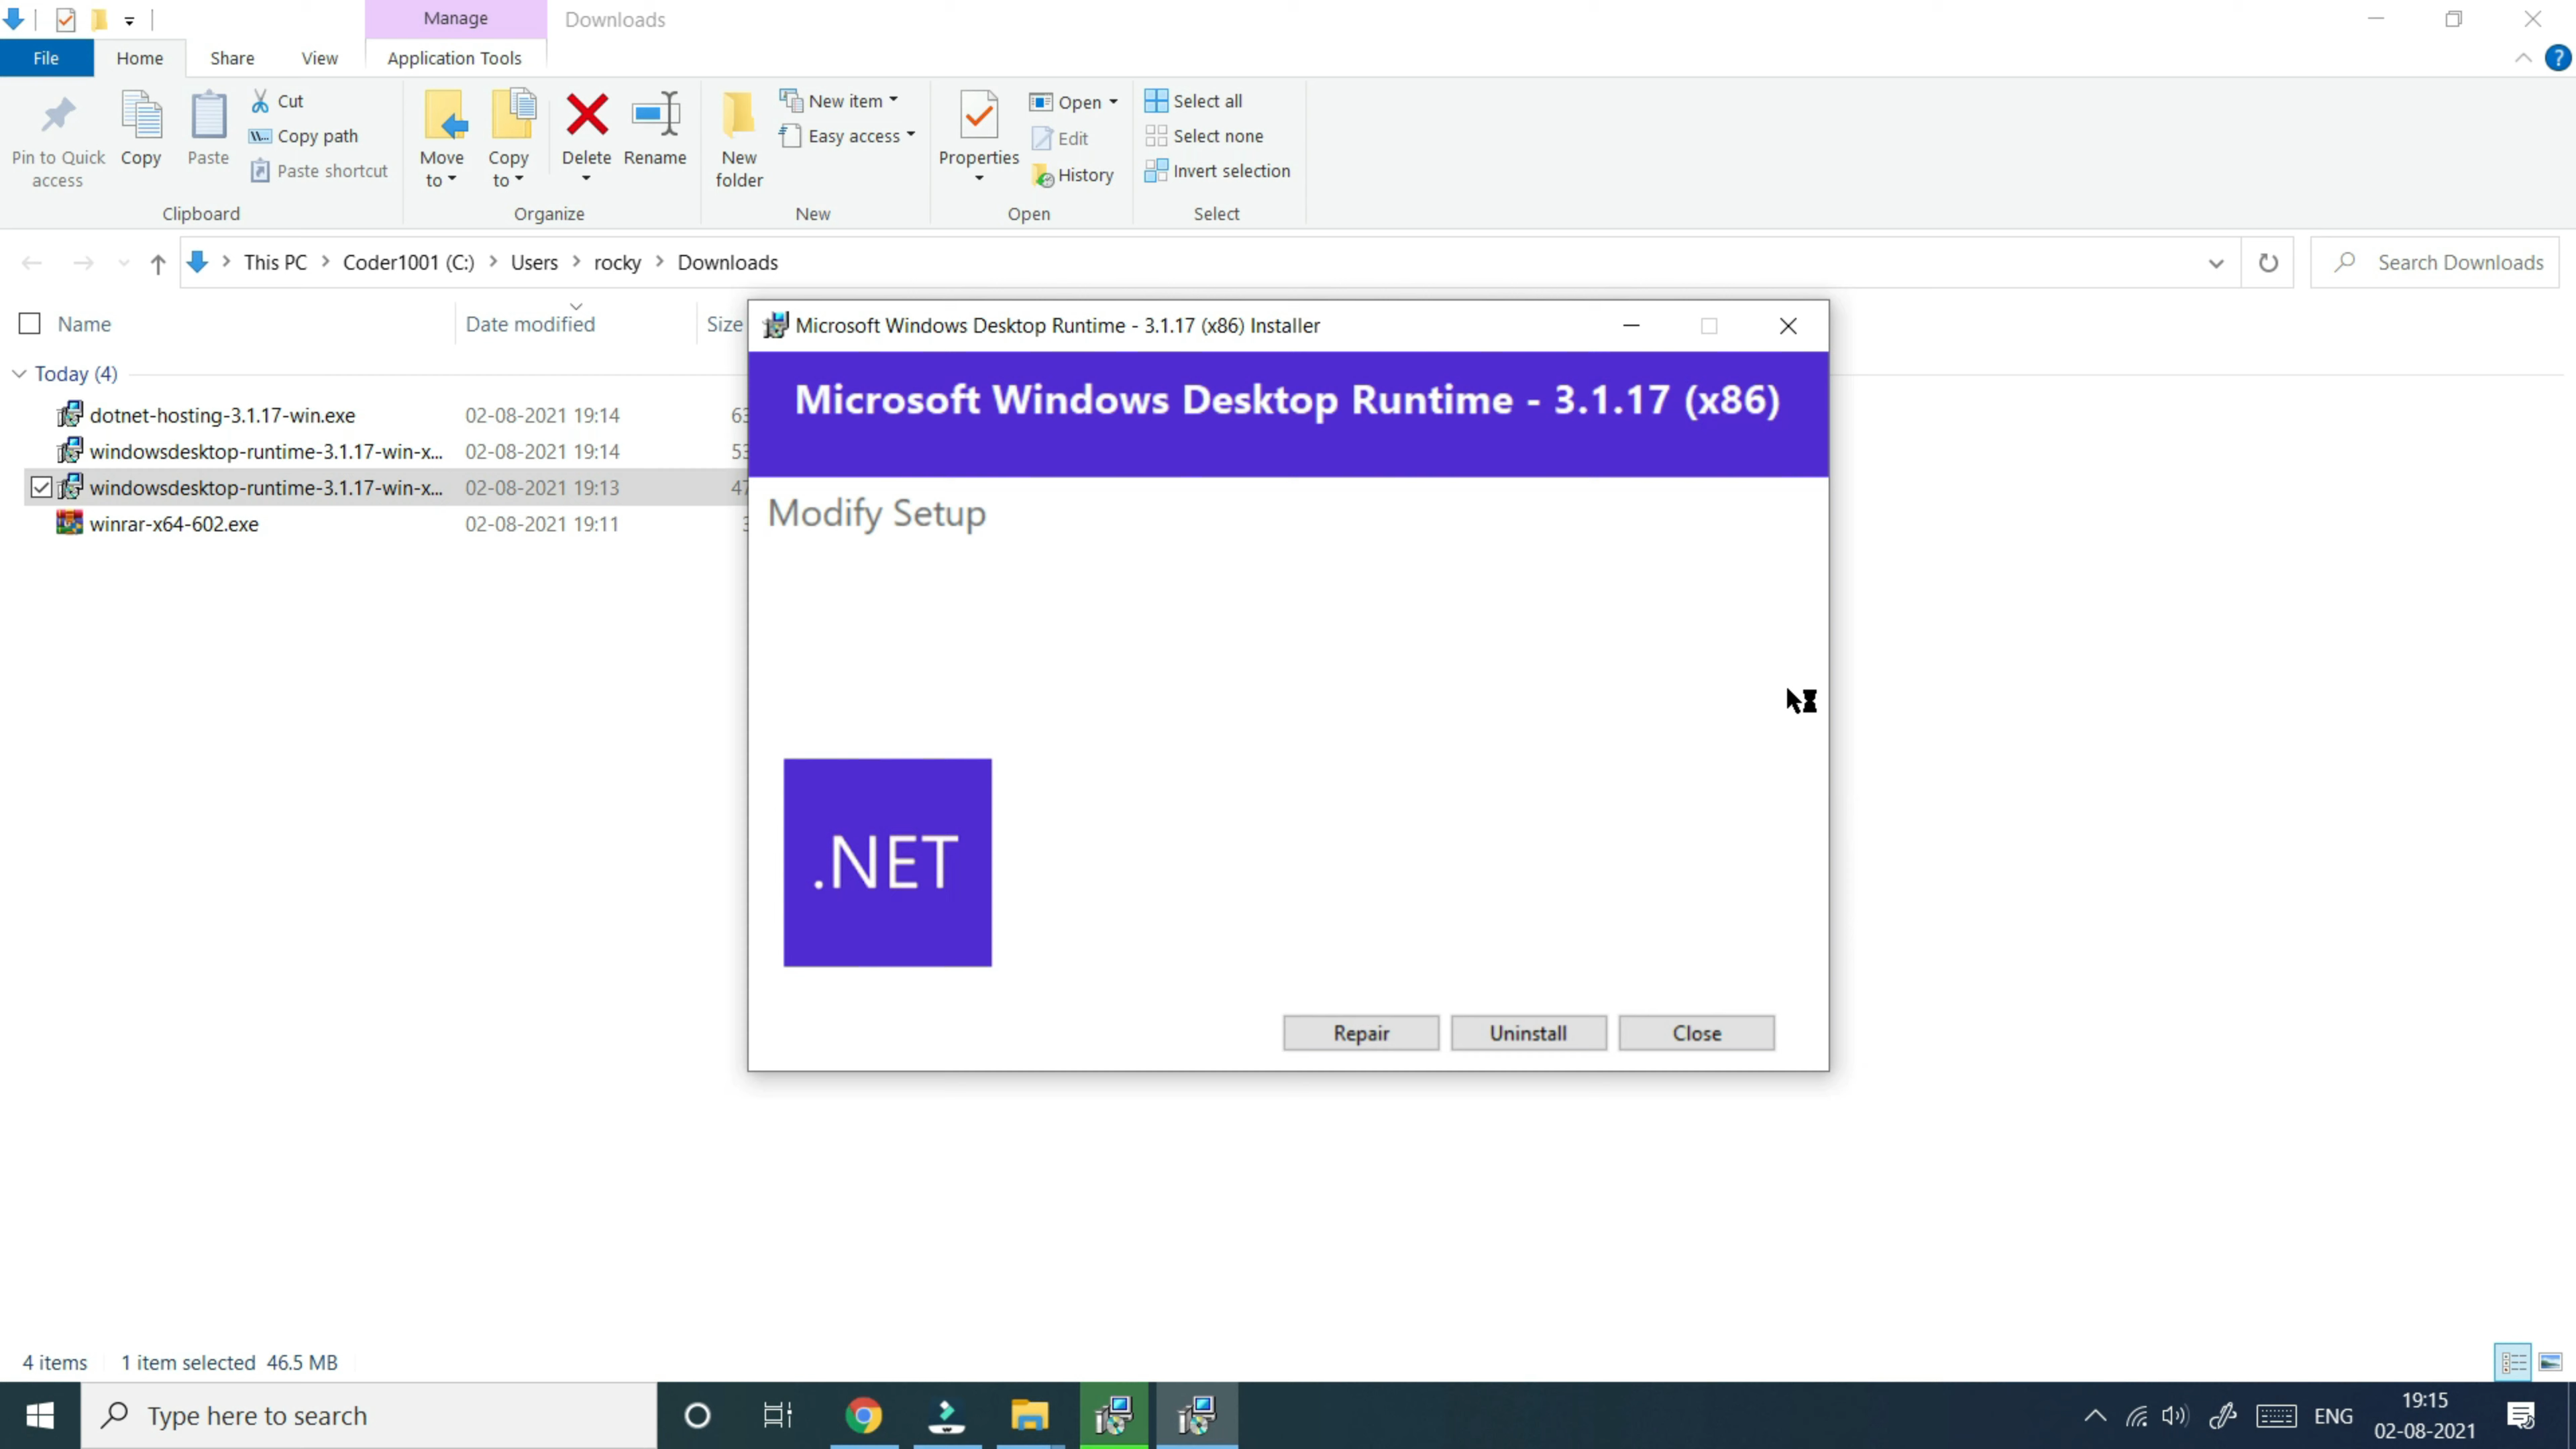 Manage
Downloads
File
Home
Share
View
Application Tools
Pin to Quick access
Copy
Paste
Cut
Copy path
Paste shortcut
Clipboard
Move to
Copy to
Delete
Rename
Organize
New folder
New item
Easy access
New
Properties
Open
Edit
History
Open
Select all
Select none
Invert selection
Select
This PC > Coder1001 (C:) > Users > rocky > Downloads
Search Downloads
Name
Date modified
Size
Today (4)
dotnet-hosting-3.1.17-win.exe 02-08-2021 19:14
windowsdesktop-runtime-3.1.17-win-x... 02-08-2021 19:14
windowsdesktop-runtime-3.1.17-win-x... 02-08-2021 19:13
winrar-x64-602.exe 02-08-2021 19:11
Microsoft Windows Desktop Runtime - 3.1.17 (x86) Installer
Microsoft Windows Desktop Runtime - 3.1.17 (x86)
Modify Setup
.NET
Repair
Uninstall
Close
4 items
1 item selected 46.5 MB
Type here to search
ENG
19:15
02-08-2021